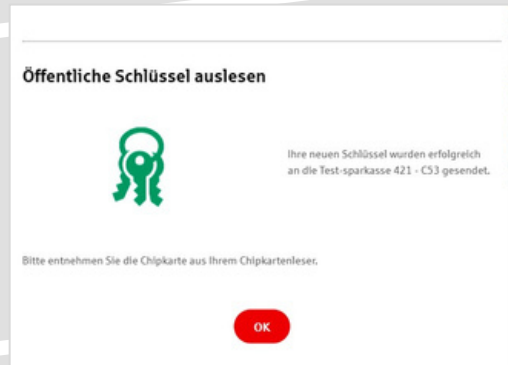 Öffentliche Schlüssel auslesen
Ihre neuen Schlüssel wurden erfolgreich
an die Test-sparkasse 421 - C53 gesendet.
Bitte entnehmen Sie die Chipkarte aus Ihrem Chipkartenleser.
OK